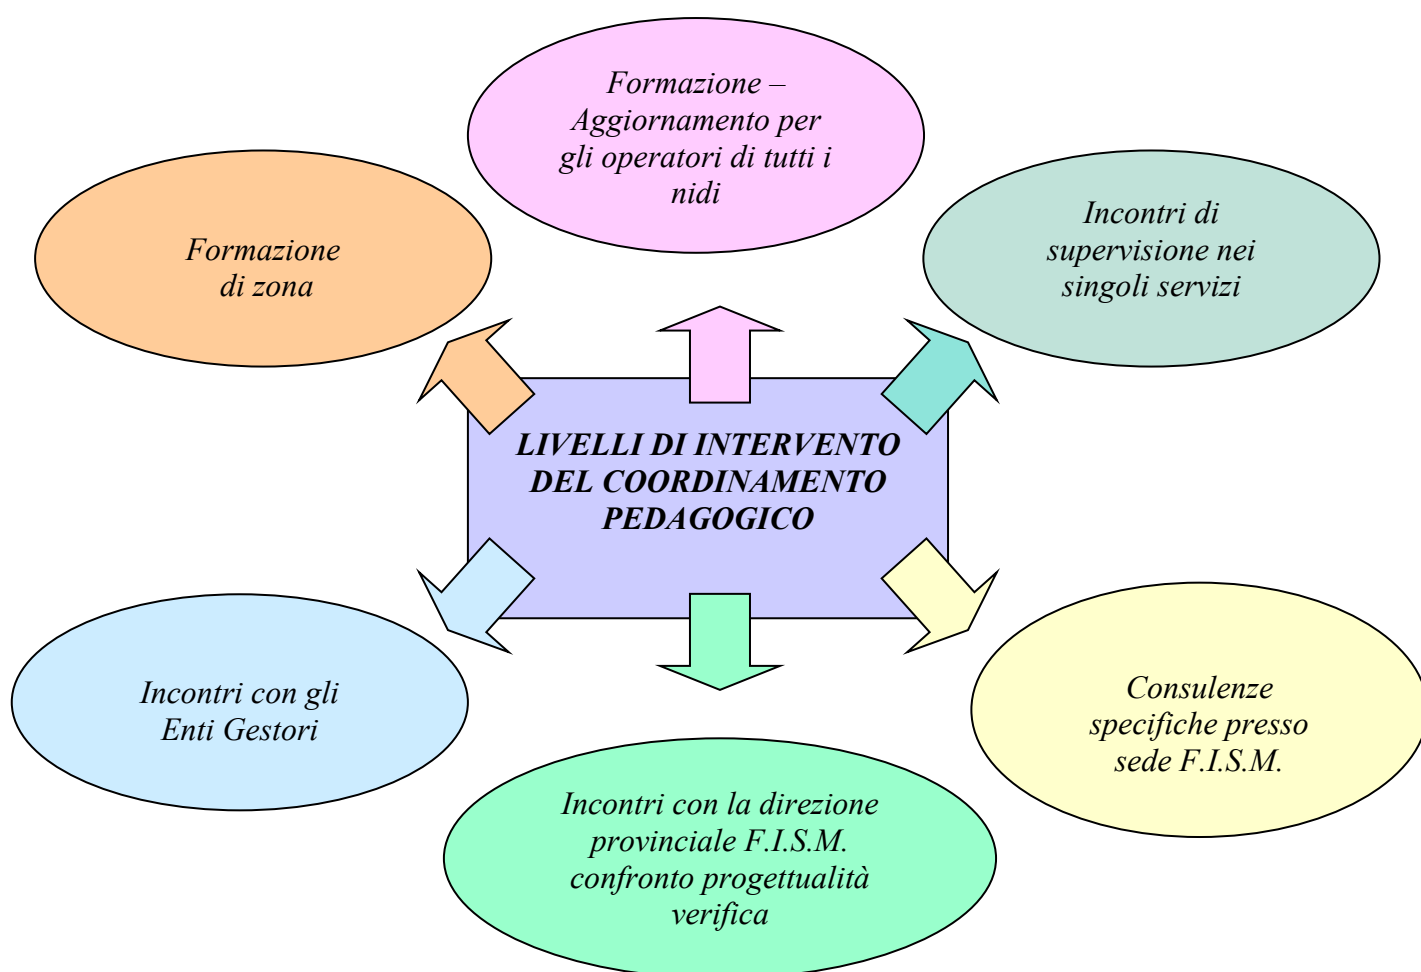 Formazione –
Aggiornamento per
gli operatori di tutti i
nidi
Formazione
di zona
Incontri di
supervisione nei
singoli servizi
LIVELLI DI INTERVENTO
DEL COORDINAMENTO
PEDAGOGICO
Incontri con gli
Enti Gestori
Consulenze
specifiche presso
sede F.I.S.M.
Incontri con la direzione
provinciale F.I.S.M.
confronto progettualità
verifica